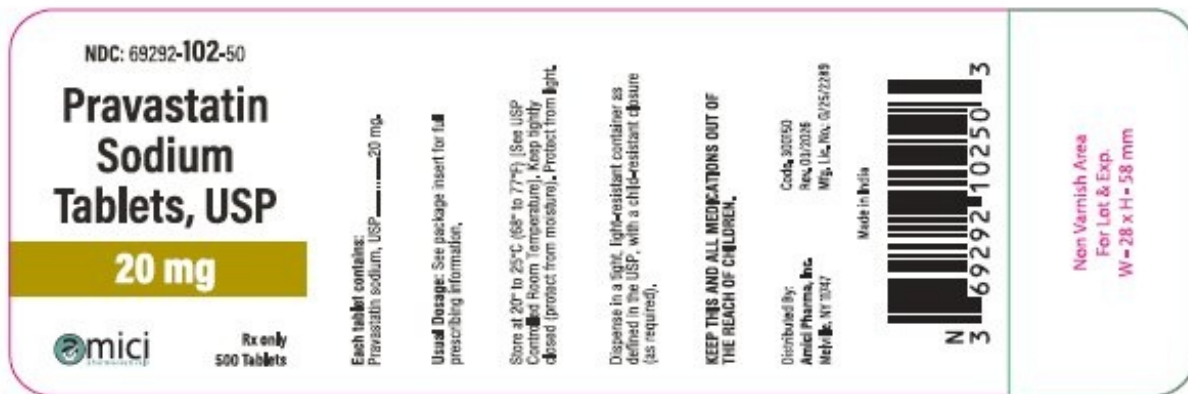 NDC: 69292-102-50
Pravastatin
Sodium
Tablets, USP
20 mg
amici
Rx only
500 Tablets
Each tablet contains:
Pravastatin sodium, USP ............ 20 mg.
Usual Dosage: See package insert for full
prescribing information.
Store at 20° to 25°C (68° to 77°F) (See USP
Controlled Room Temperature). Keep tightly
closed (protect from moisture). Protect from light.
Dispense in a tight, light-resistant container as
defined in the USP, with a child-resistant closure
(as required).
KEEP THIS AND ALL MEDICATIONS OUT OF
THE REACH OF CHILDREN.
Distributed By:
Amici Pharma, Inc.
Melville, NY 11747
Code. 300150
Rev. 03/2026
Mfg. Lic. No.: G/25/2289
Made in India
N
3 69292 10250 3
Non Varnish Area
For Lot & Exp.
W - 28 x H - 58 mm